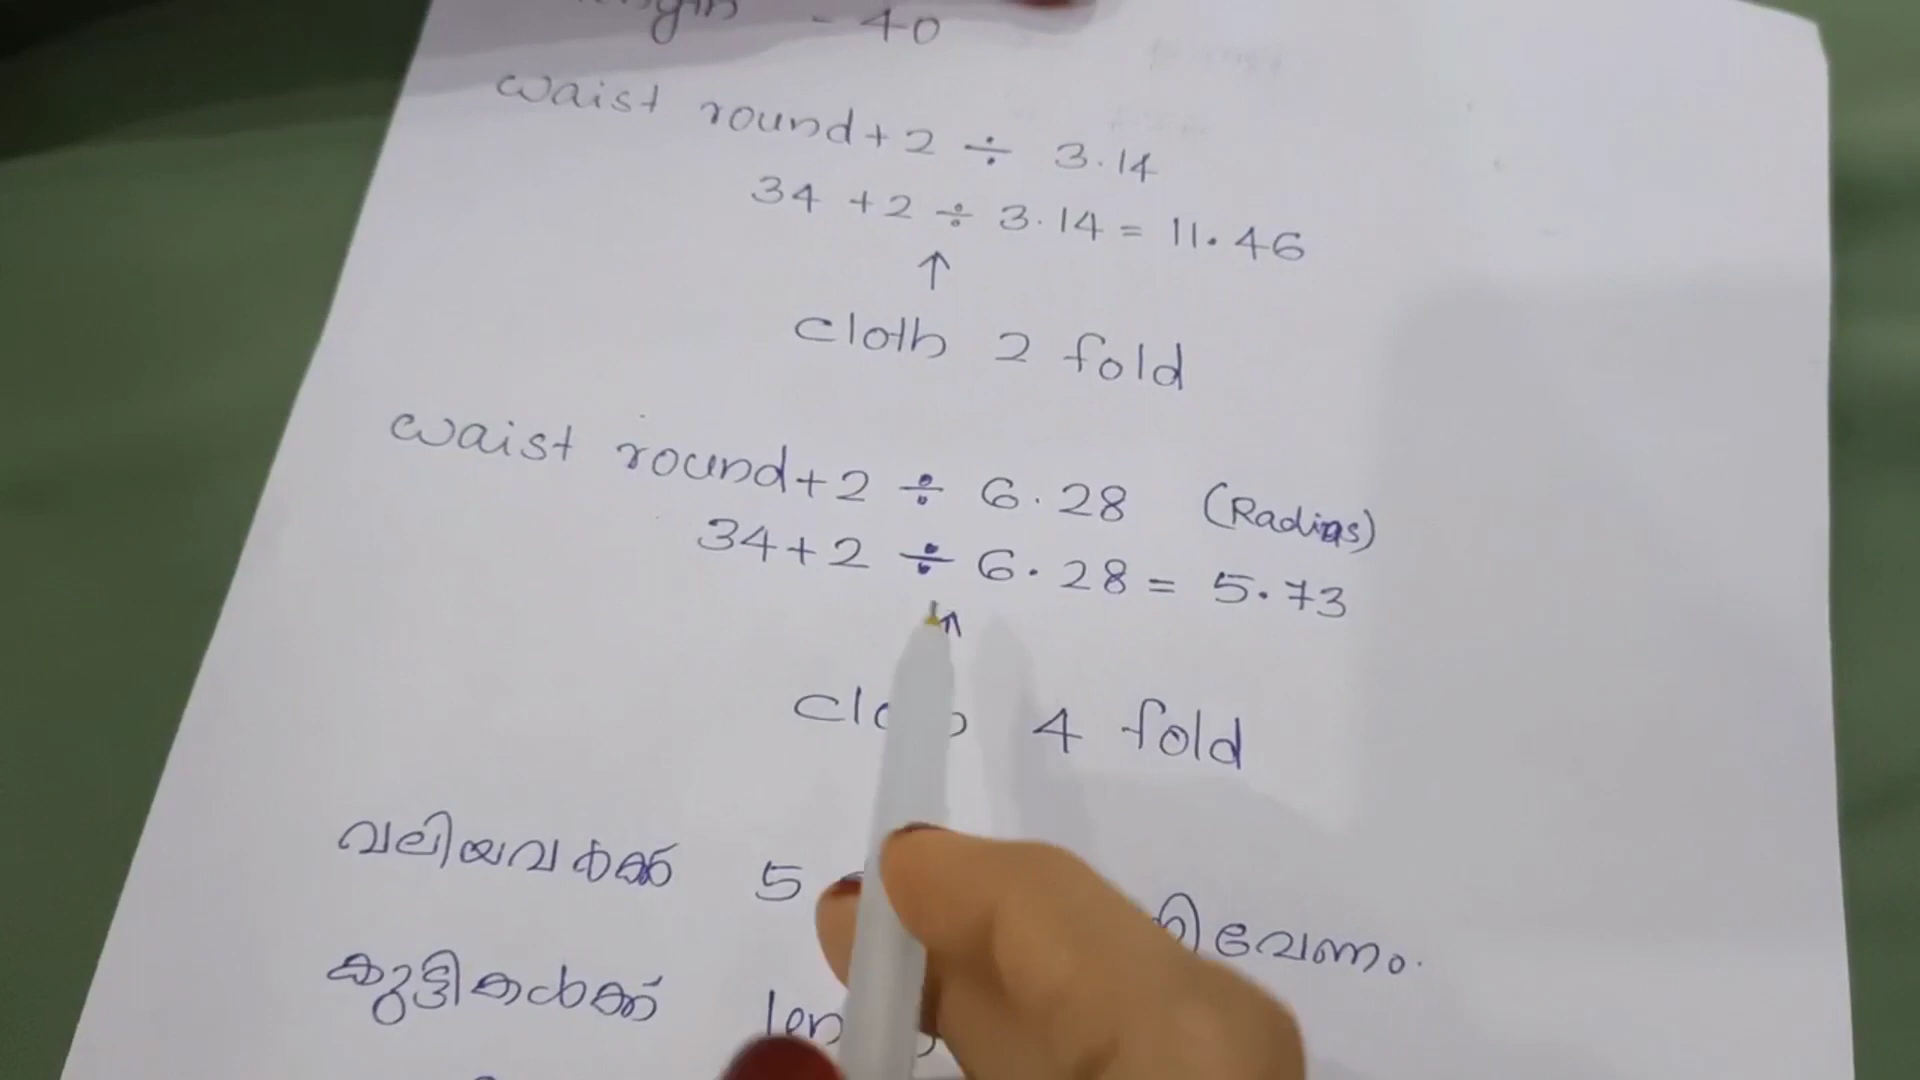 - 40
waist round + 2 ÷ 3.14
34 + 2 ÷ 3.14 = 11.46
↑
cloth 2 fold
waist round + 2 ÷ 6.28 (Radius)
34 + 2 ÷ 6.28 = 5.73
↑
4 fold
വലിയവർക്ക് 5 വേണം.
കുട്ടികൾക്ക്